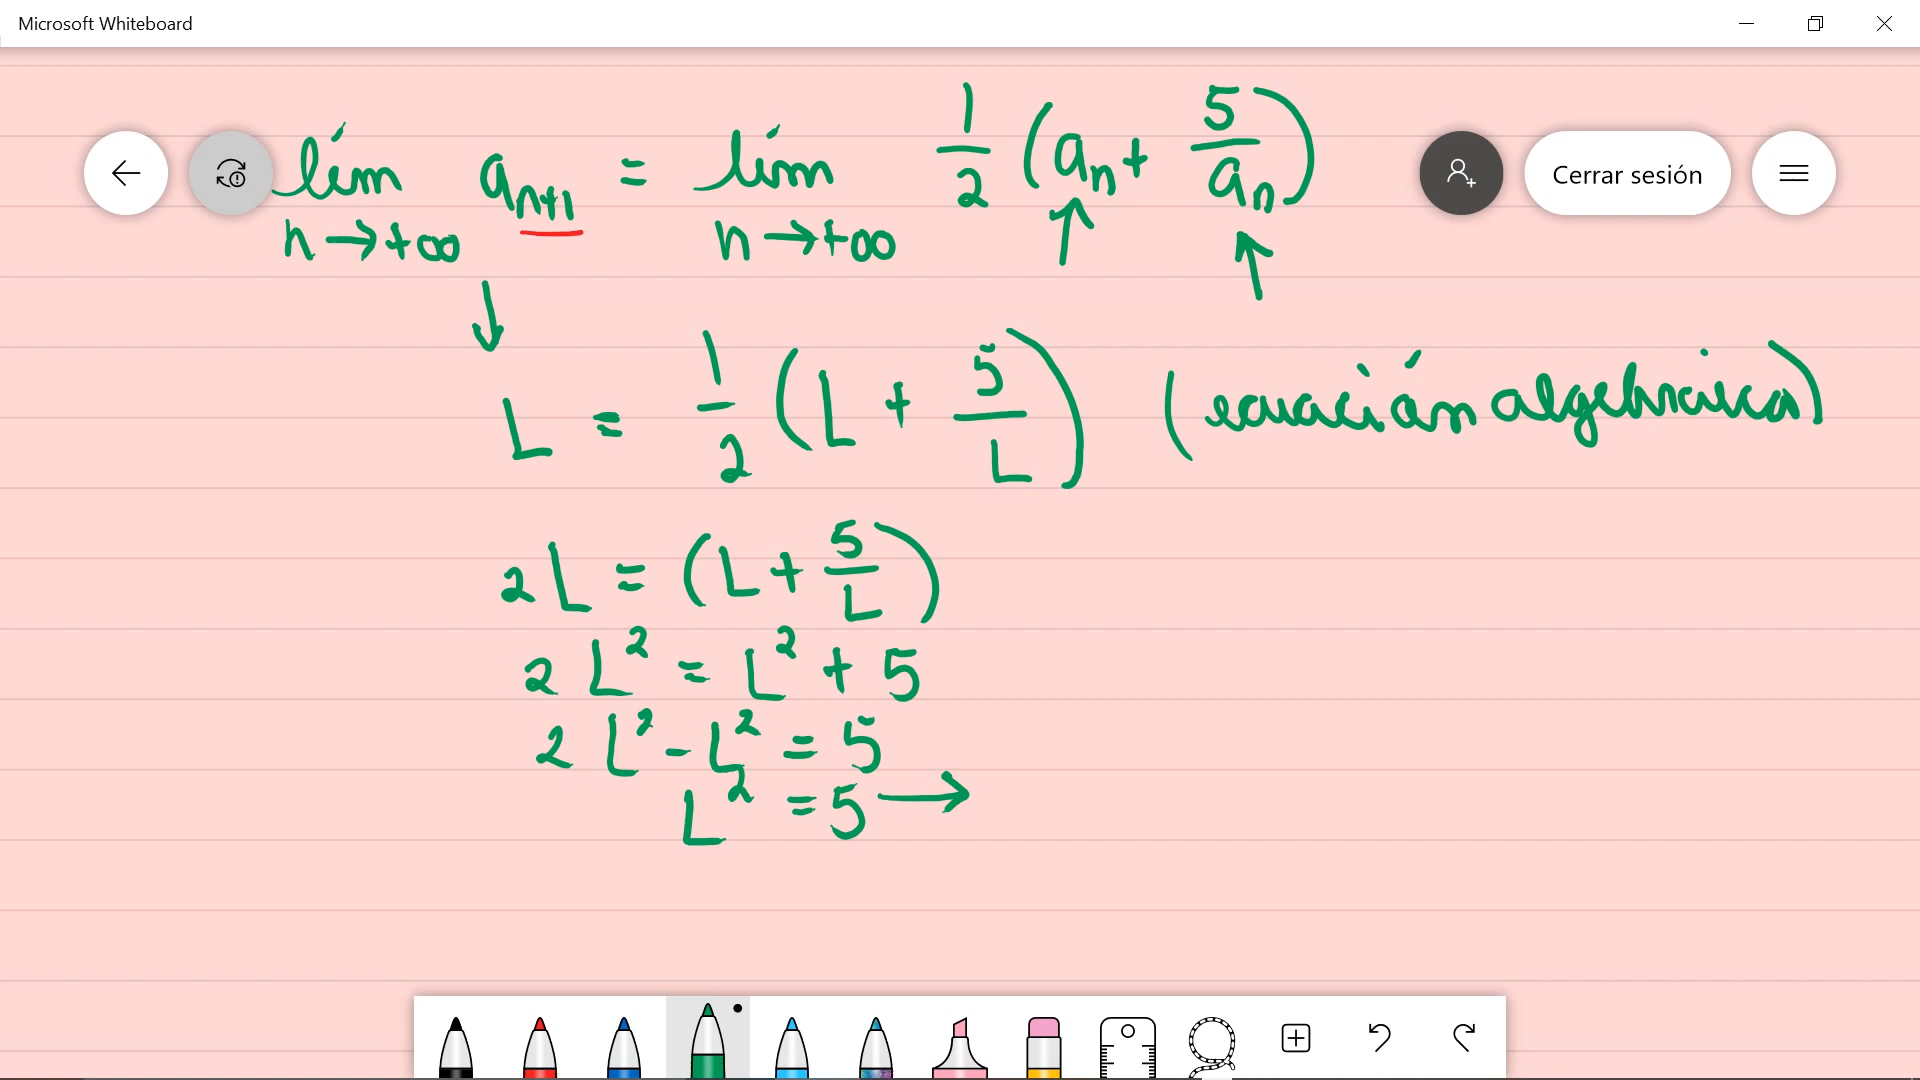 Microsoft Whiteboard
lím a_{n+1} = lím 1/2 (a_n + 5/a_n)
n→+∞ n→+∞
Cerrar sesión
↓ ↑ ↑
L = 1/2 (L + 5/L) (ecuación algebraica)
2L = (L + 5/L)
2L² = L² + 5
2L² - L² = 5
L² = 5 →